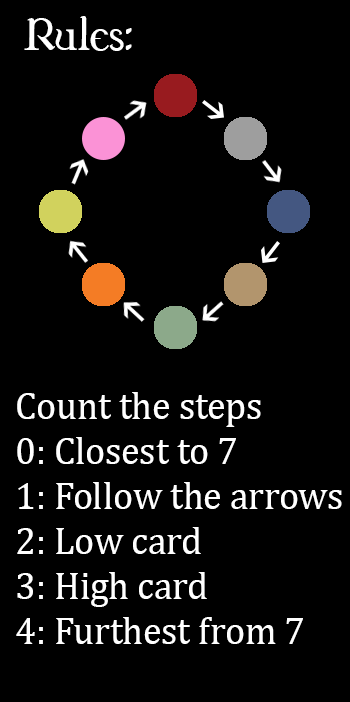 Rules:
Count the steps
0: Closest to 7
1: Follow the arrows
2: Low card
3: High card
4: Furthest from 7